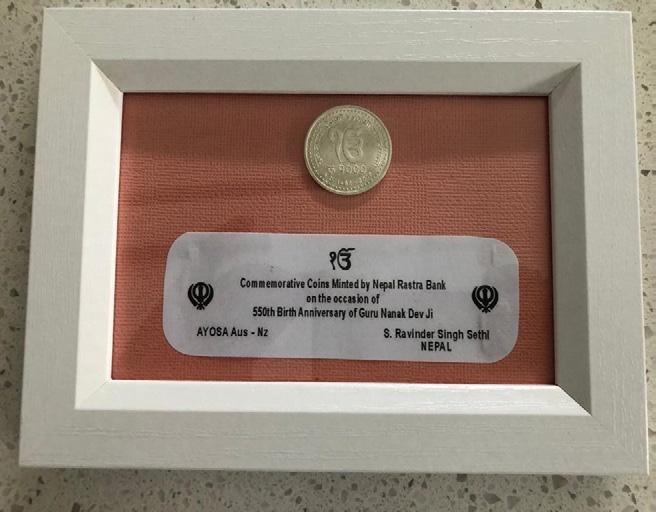 ੴ
रु १०००
ੴ
Commemorative Coins Minted by Nepal Rastra Bank
on the occasion of
550th Birth Anniversary of Guru Nanak Dev Ji
AYOSA Aus - Nz
S. Ravinder Singh Sethi
NEPAL